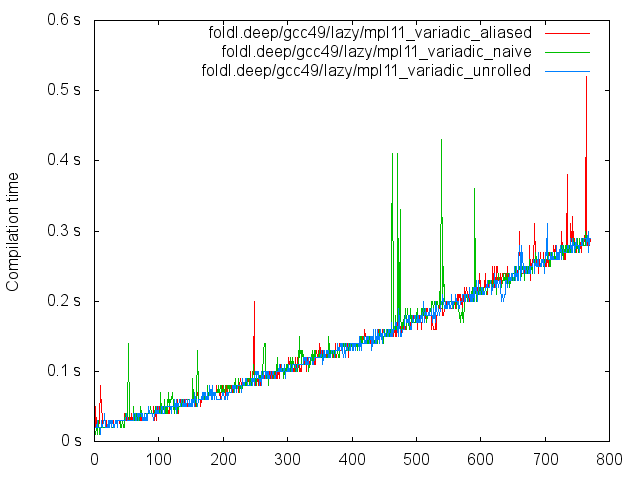 foldl.deep/gcc49/lazy/mpl11_variadic_aliased
foldl.deep/gcc49/lazy/mpl11_variadic_naive
foldl.deep/gcc49/lazy/mpl11_variadic_unrolled
0.6 s
0.5 s
0.4 s
0.3 s
0.2 s
0.1 s
0 s
Compilation time
0 100 200 300 400 500 600 700 800